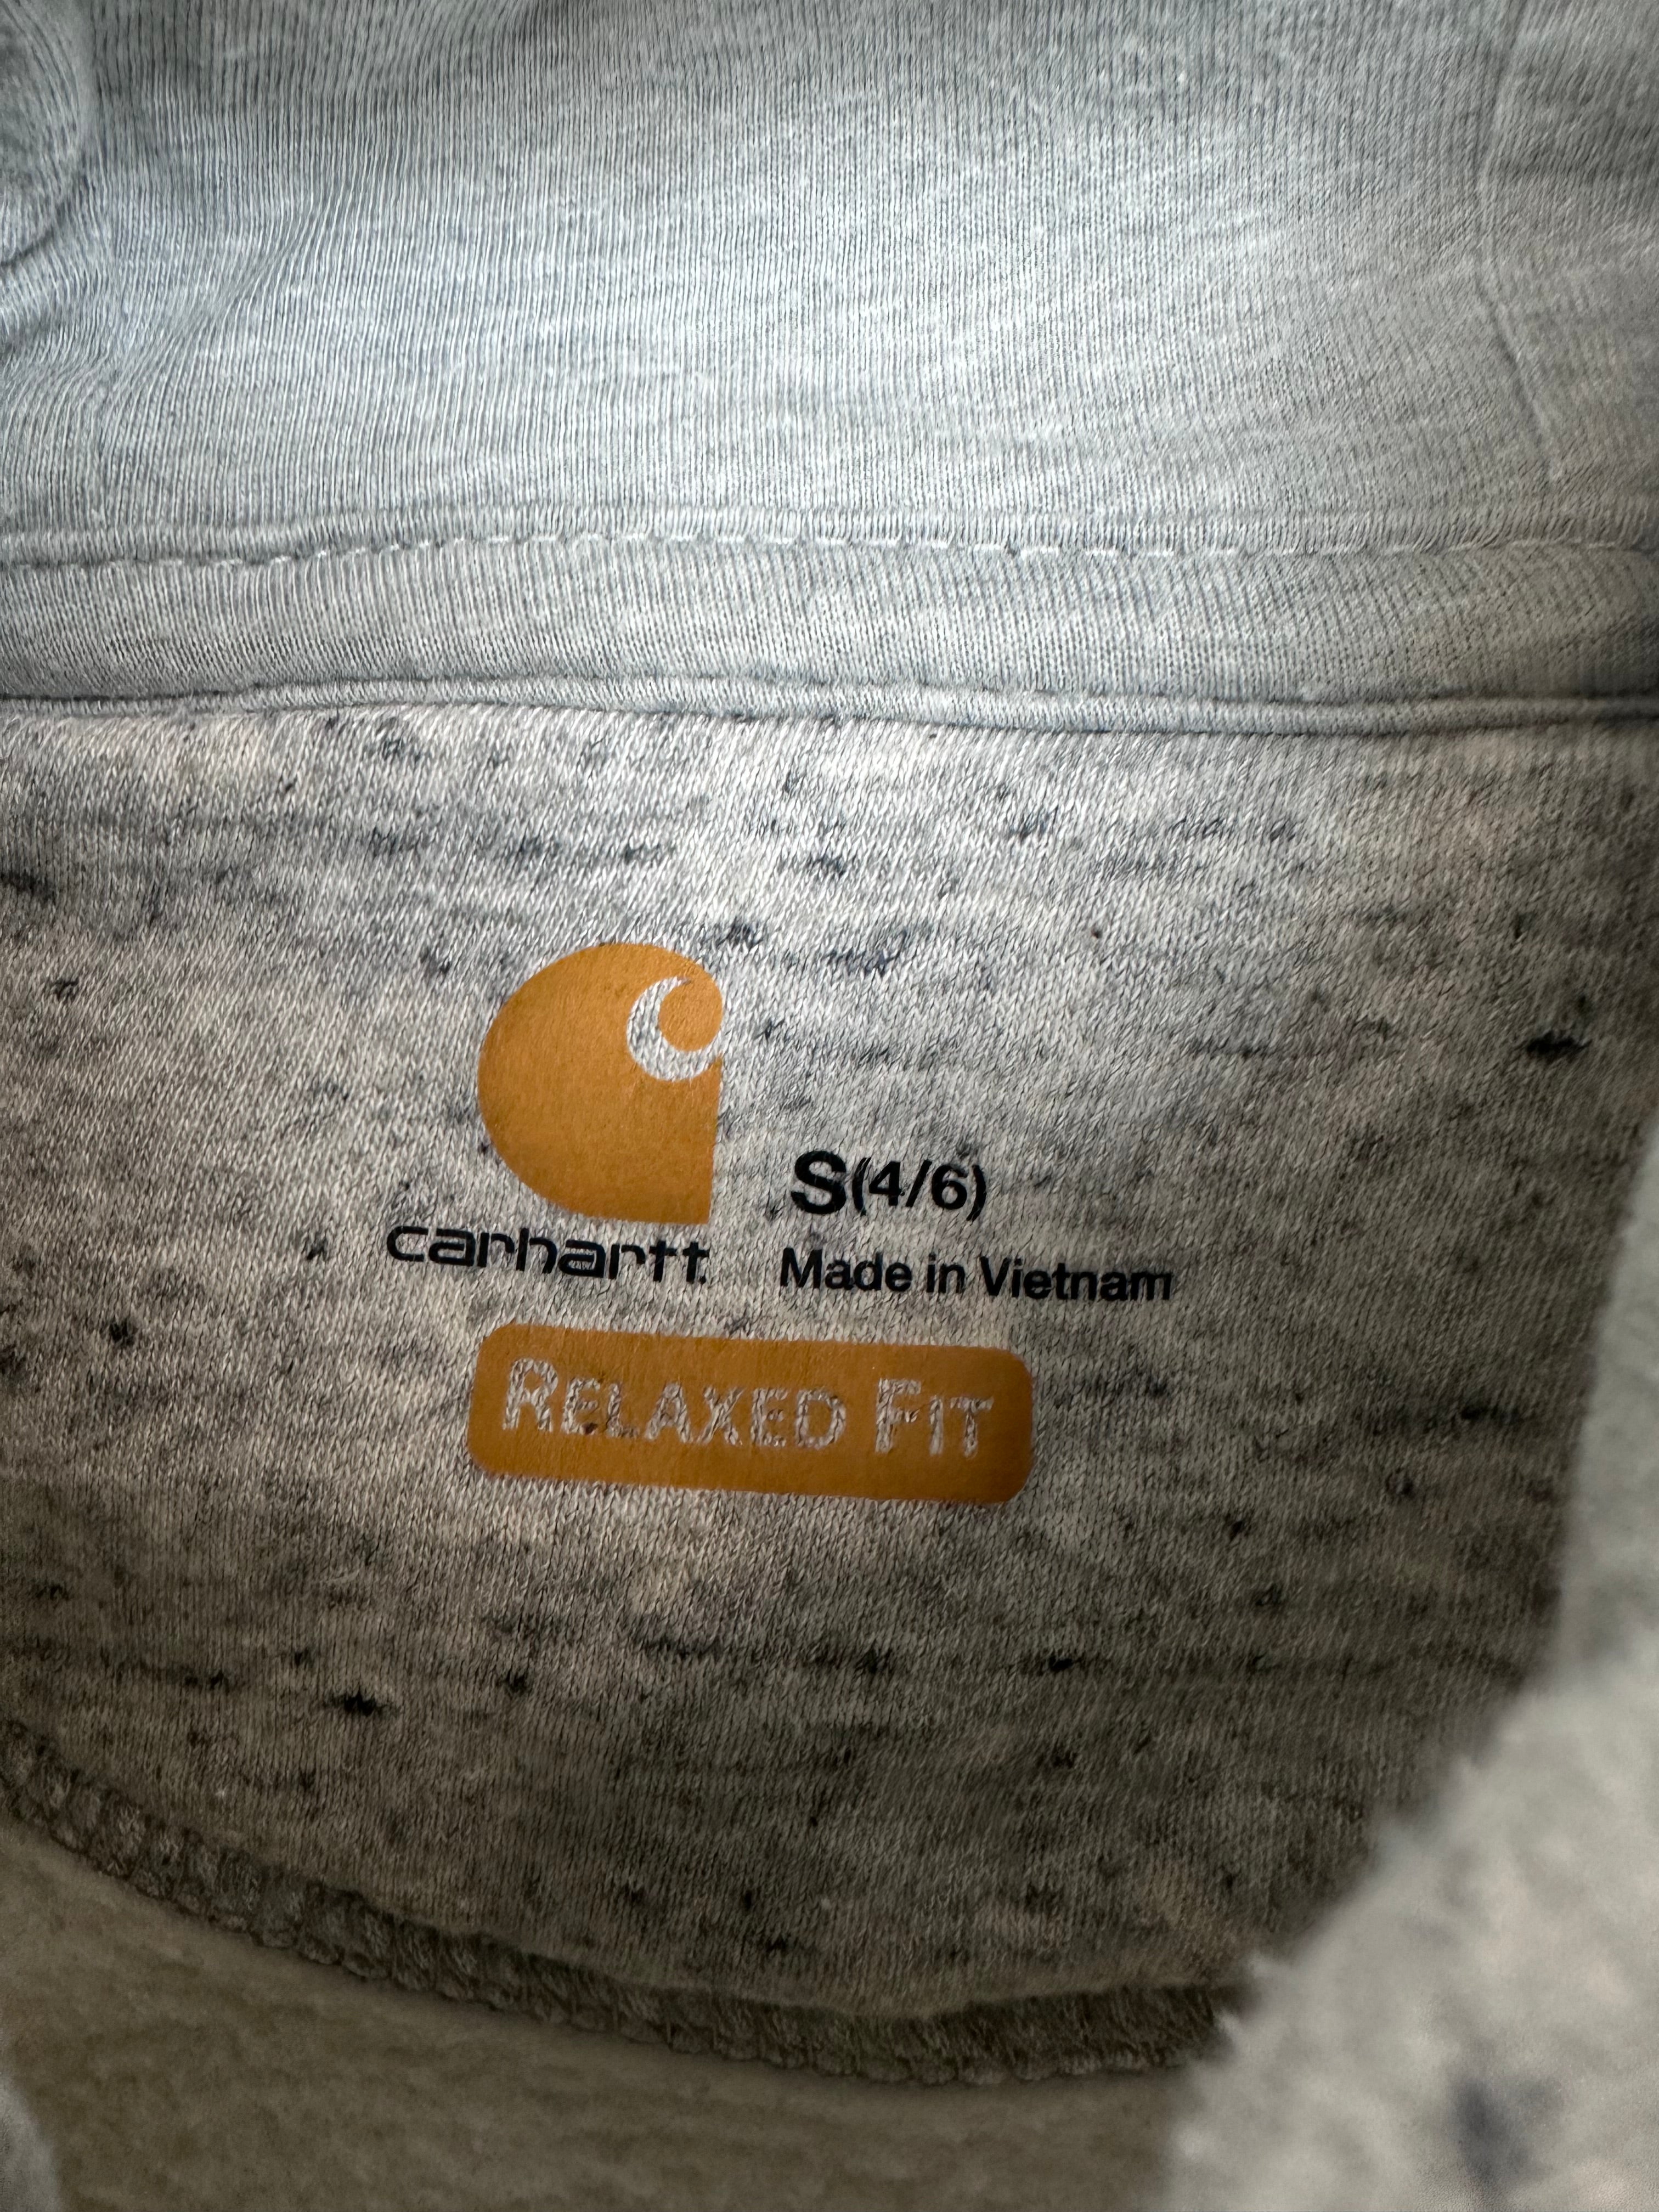 carhartt.
S(4/6)
Made in Vietnam
RELAXED FIT